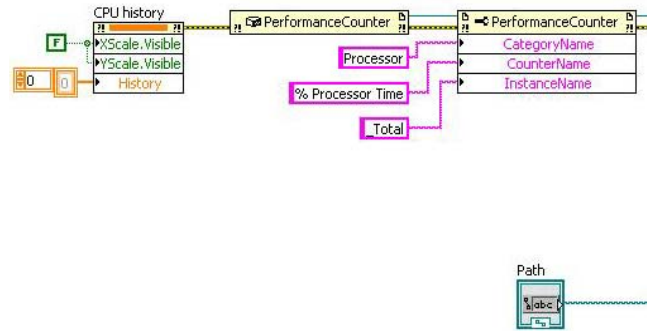 CPU history
PerformanceCounter
PerformanceCounter
F
XScale.Visible
YScale.Visible
0
0
History
Processor
% Processor Time
_Total
CategoryName
CounterName
InstanceName
Path
abc